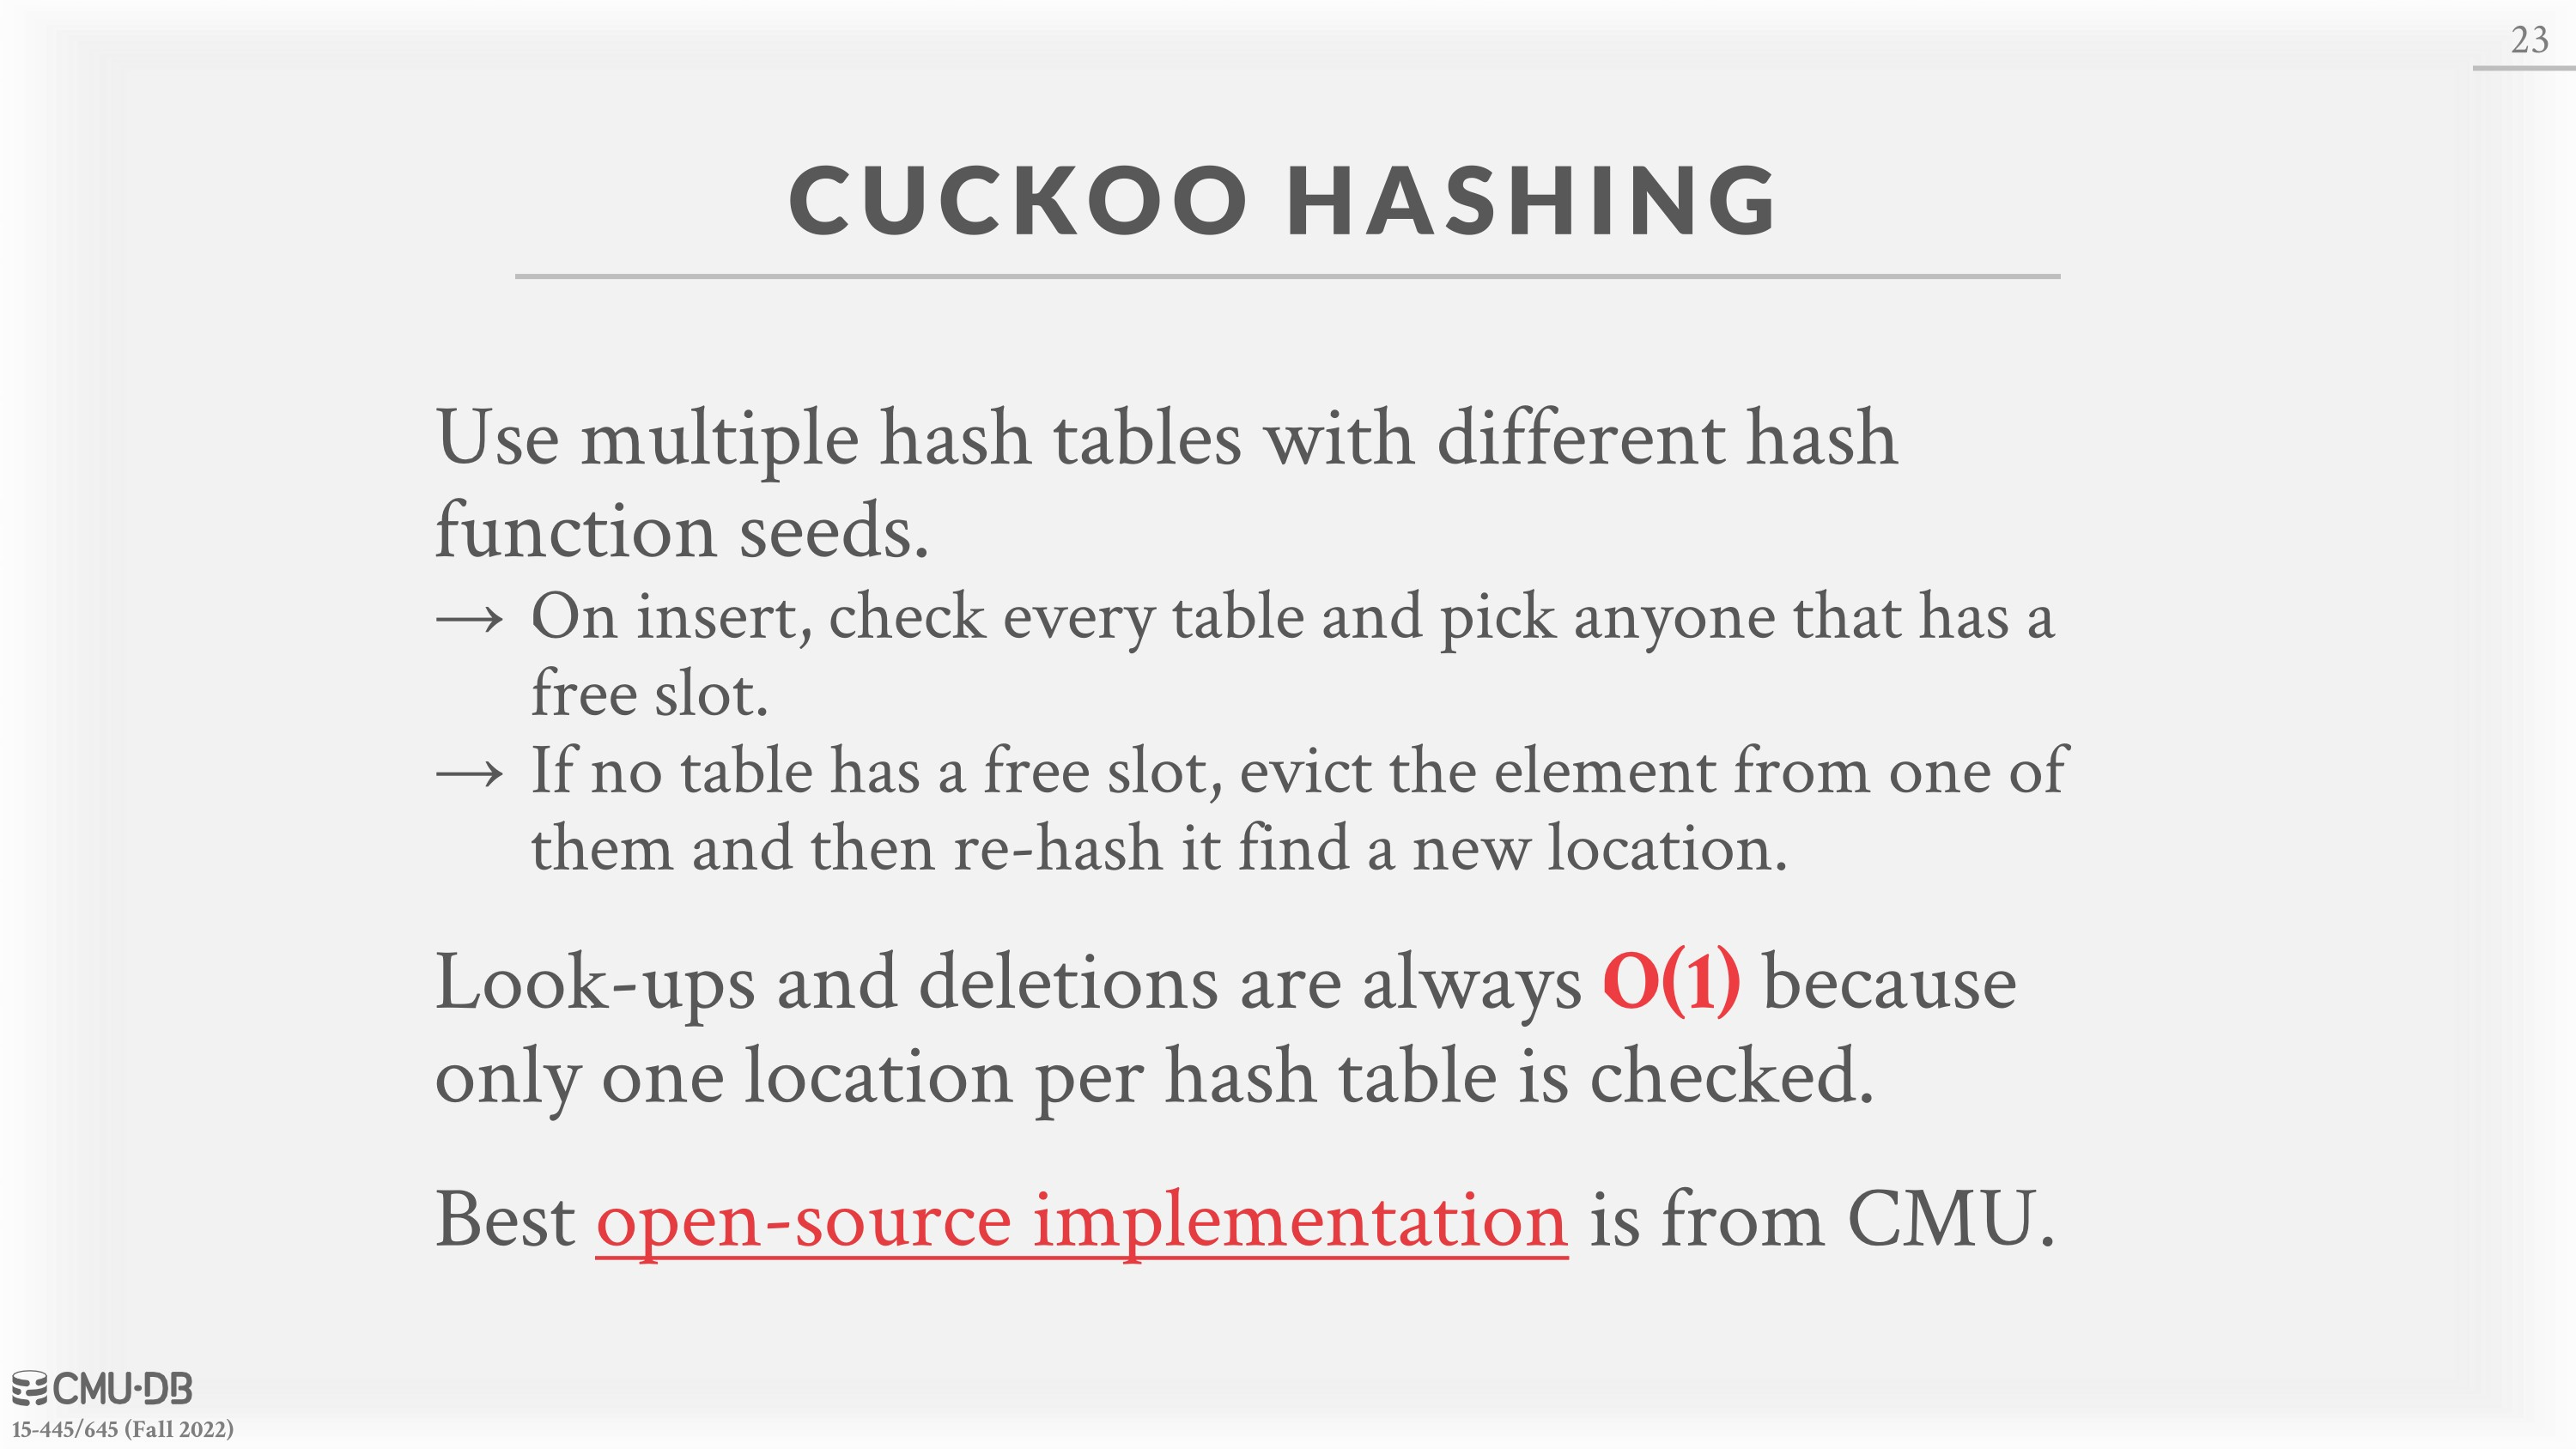 23
CUCKOO HASHING
Use multiple hash tables with different hash
function seeds.
→ On insert, check every table and pick anyone that has a
free slot.
→ If no table has a free slot, evict the element from one of
them and then re-hash it find a new location.
Look-ups and deletions are always O(1) because
only one location per hash table is checked.
Best open-source implementation is from CMU.
CMU·DB
15-445/645 (Fall 2022)